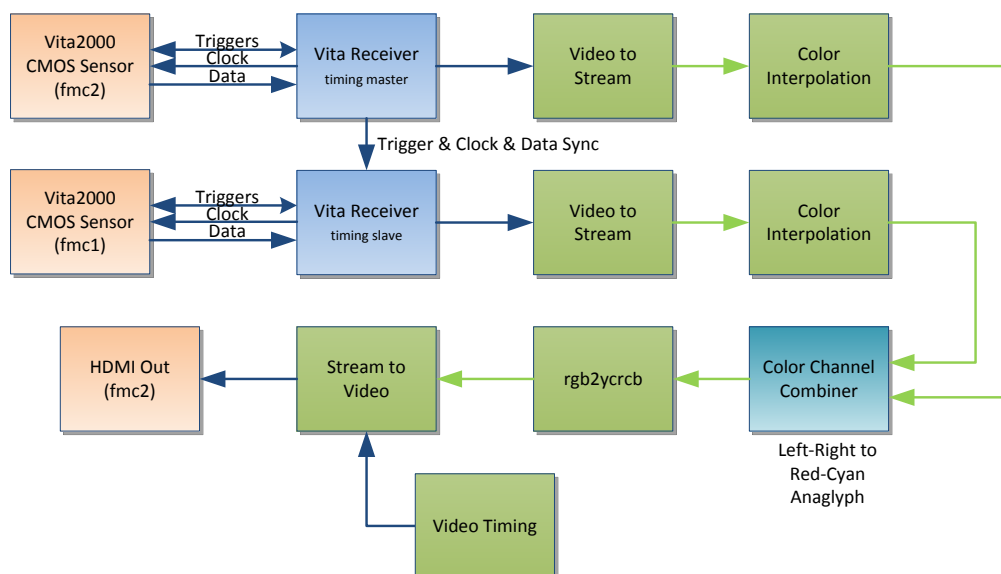 Vita2000
CMOS Sensor
(fmc2)
Triggers
Clock
Data
Vita Receiver
timing master
Video to
Stream
Color
Interpolation
Trigger & Clock & Data Sync
Vita2000
CMOS Sensor
(fmc1)
Triggers
Clock
Data
Vita Receiver
timing slave
Video to
Stream
Color
Interpolation
HDMI Out
(fmc2)
Stream to
Video
rgb2ycrcb
Color Channel
Combiner
Left-Right to
Red-Cyan
Anaglyph
Video Timing